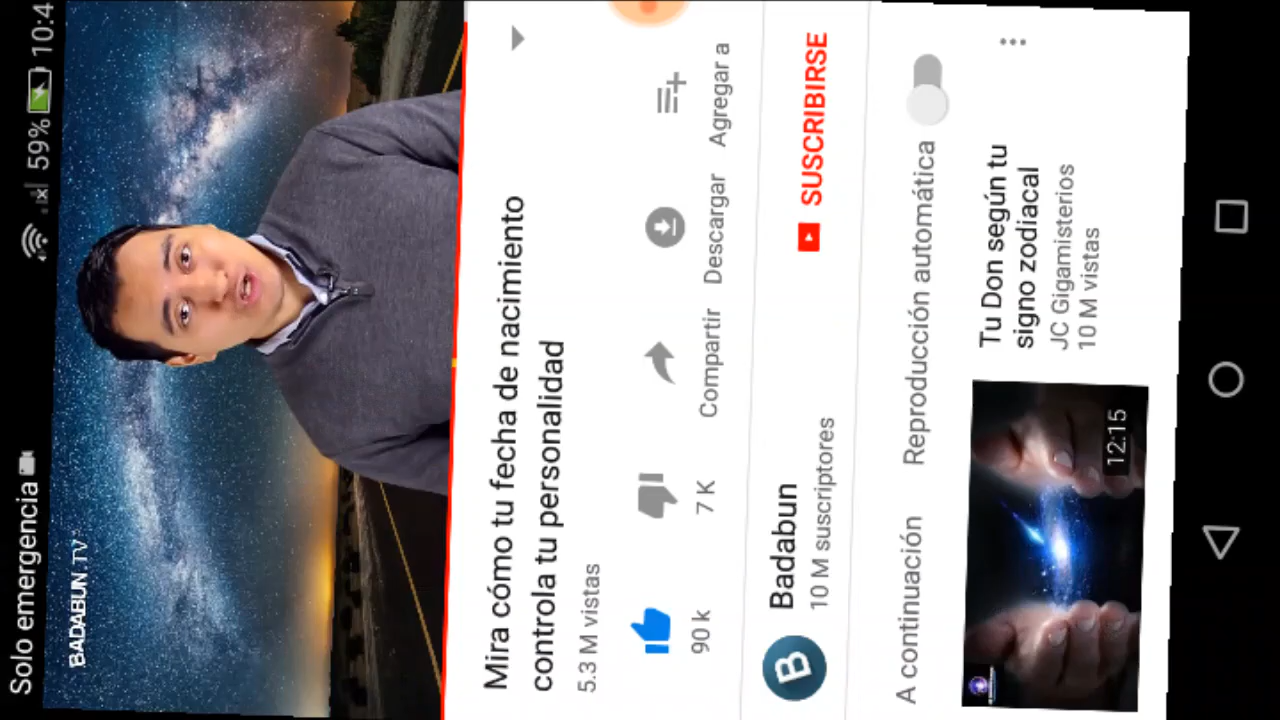 Solo emergencia
59%
10:4
BADABUN.TV
Mira cómo tu fecha de nacimiento
controla tu personalidad
5.3 M vistas
90 k
7 K
Compartir
Descargar
Agregar a
B
Badabun
10 M suscriptores
SUSCRIBIRSE
A continuación
Reproducción automática
12:15
Tu Don según tu
signo zodiacal
JC Gigamisterios
10 M vistas